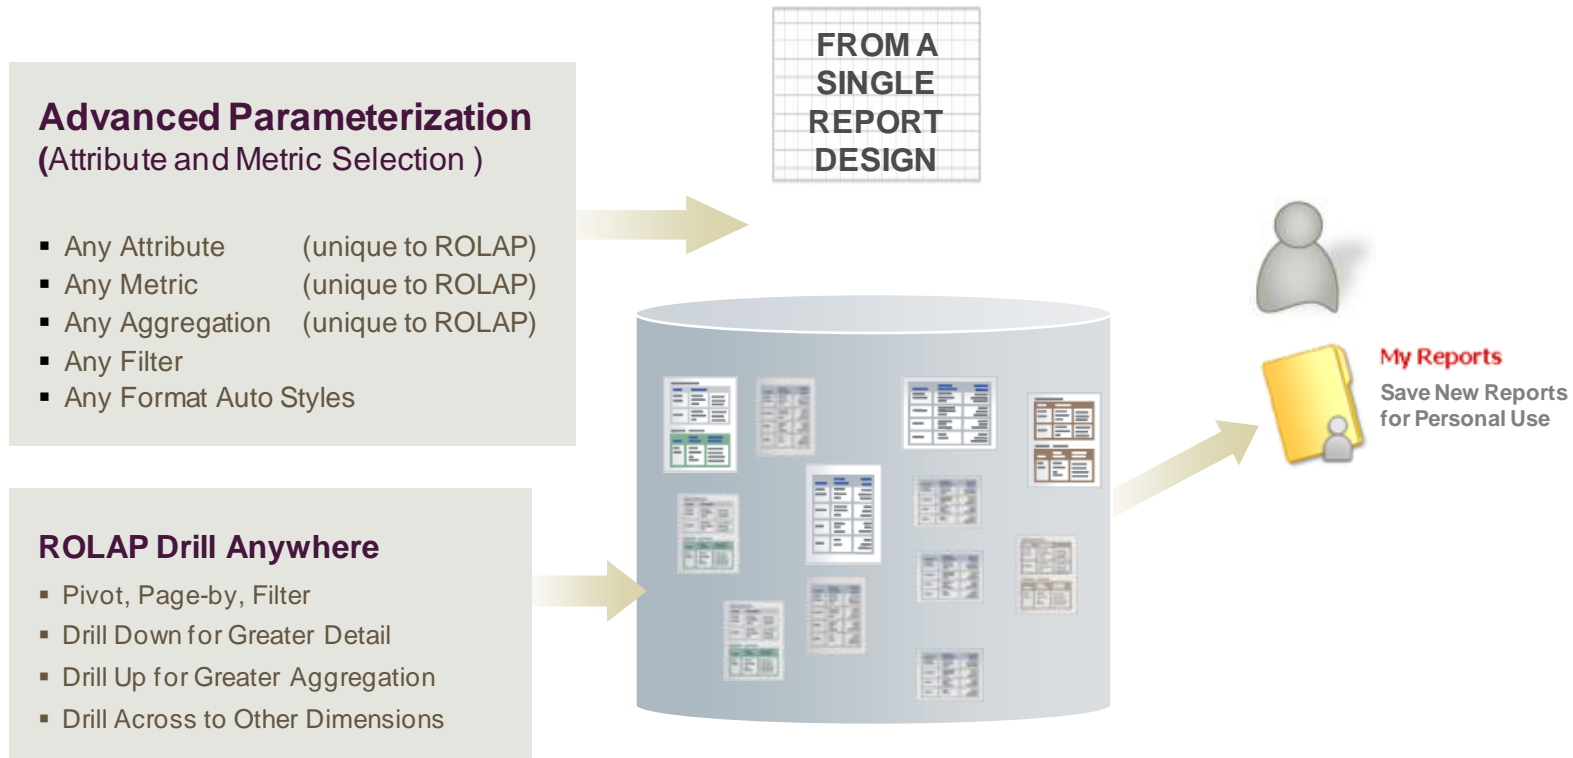 FROM A
SINGLE
REPORT
DESIGN
Advanced Parameterization
(Attribute and Metric Selection )
▪ Any Attribute (unique to ROLAP)
▪ Any Metric (unique to ROLAP)
▪ Any Aggregation (unique to ROLAP)
▪ Any Filter
▪ Any Format Auto Styles
My Reports
Save New Reports
for Personal Use
ROLAP Drill Anywhere
▪ Pivot, Page-by, Filter
▪ Drill Down for Greater Detail
▪ Drill Up for Greater Aggregation
▪ Drill Across to Other Dimensions